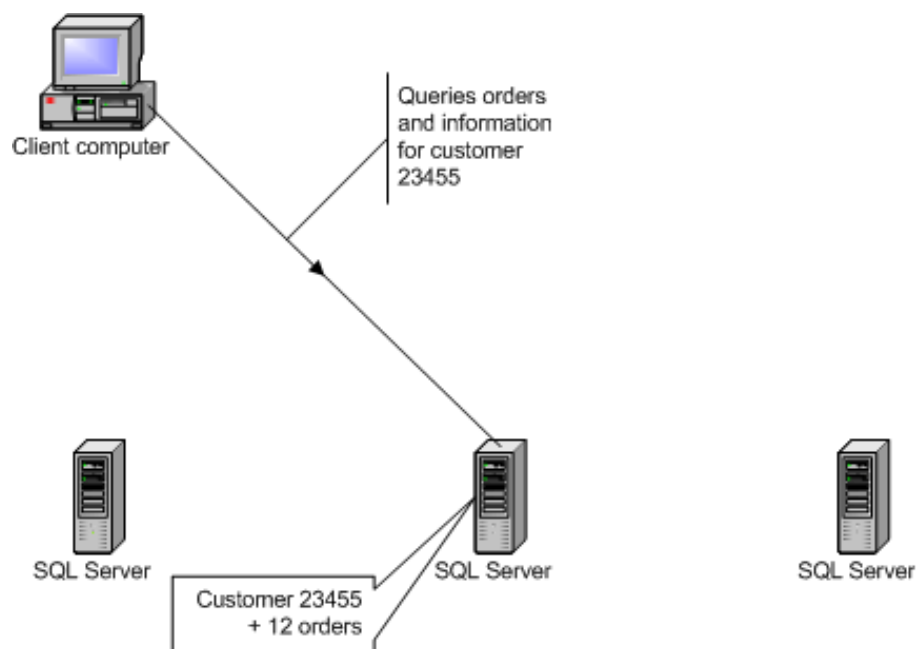 Queries orders
and information
for customer
23455
Client computer
SQL Server
SQL Server
SQL Server
Customer 23455
+ 12 orders